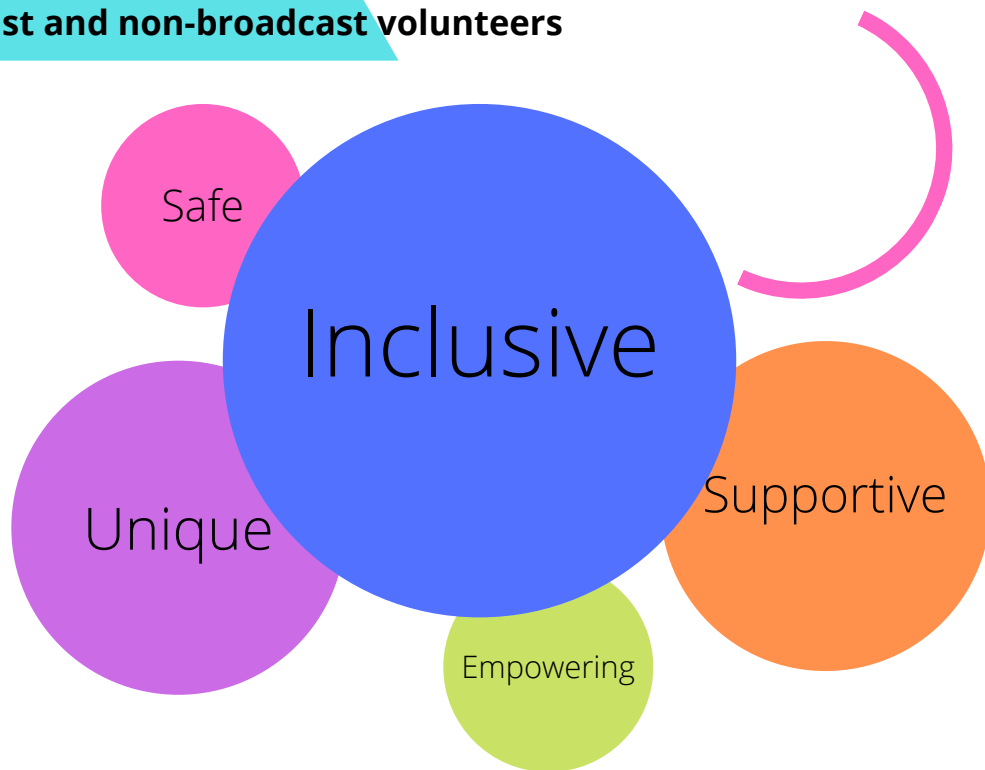 st and non-broadcast volunteers
Safe
Inclusive
Supportive
Unique
Empowering